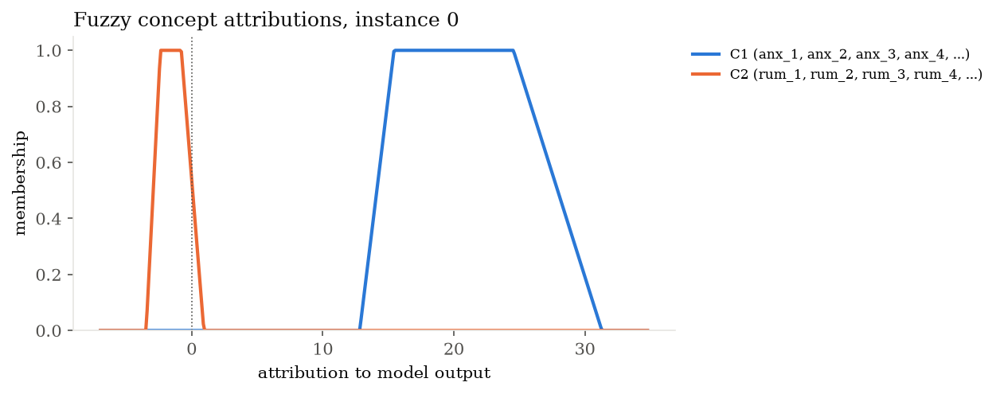 Fuzzy concept attributions, instance 0
C1 (anx_1, anx_2, anx_3, anx_4, ...)
C2 (rum_1, rum_2, rum_3, rum_4, ...)
membership
1.0
0.8
0.6
0.4
0.2
0.0
0 10 20 30
attribution to model output